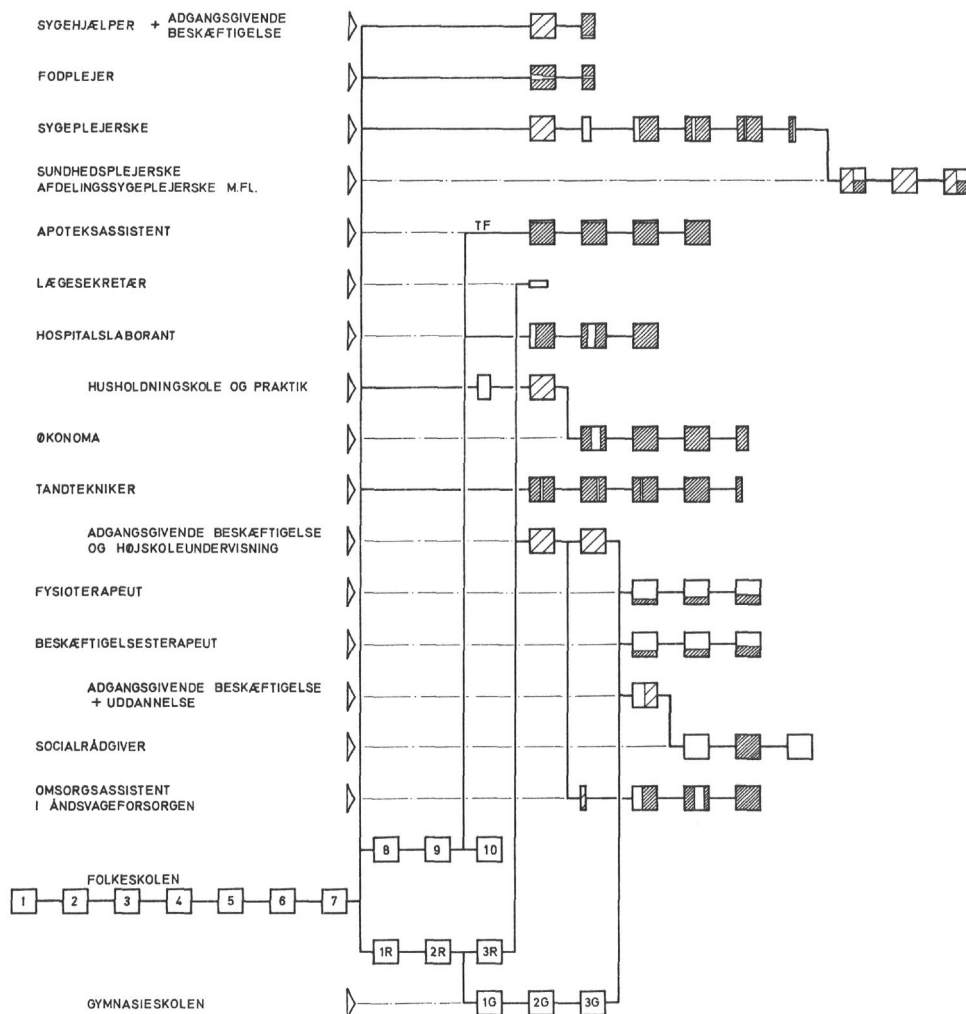 SYGEHJÆLPER + ADGANGSGIVENDE
BESKÆFTIGELSE
FODPLEJER
SYGEPLEJERSKE
SUNDHEDSPLEJERSKE
AFDELINGSSYGEPLEJERSKE M.FL.
APOTEKSASSISTENT
TF
LÆGESEKRETÆR
HOSPITALSLABORANT
HUSHOLDNINGSKOLE OG PRAKTIK
ØKONOMA
TANDTEKNIKER
ADGANGSGIVENDE BESKÆFTIGELSE
OG HØJSKOLEUNDERVISNING
FYSIOTERAPEUT
BESKÆFTIGELSESTERAPEUT
ADGANGSGIVENDE BESKÆFTIGELSE
+ UDDANNELSE
SOCIALRÅDGIVER
OMSORGSASSISTENT
I ÅNDSVAGEFORSORGEN
8 9 10
FOLKESKOLEN
1 2 3 4 5 6 7
1R 2R 3R
GYMNASIESKOLEN
1G 2G 3G